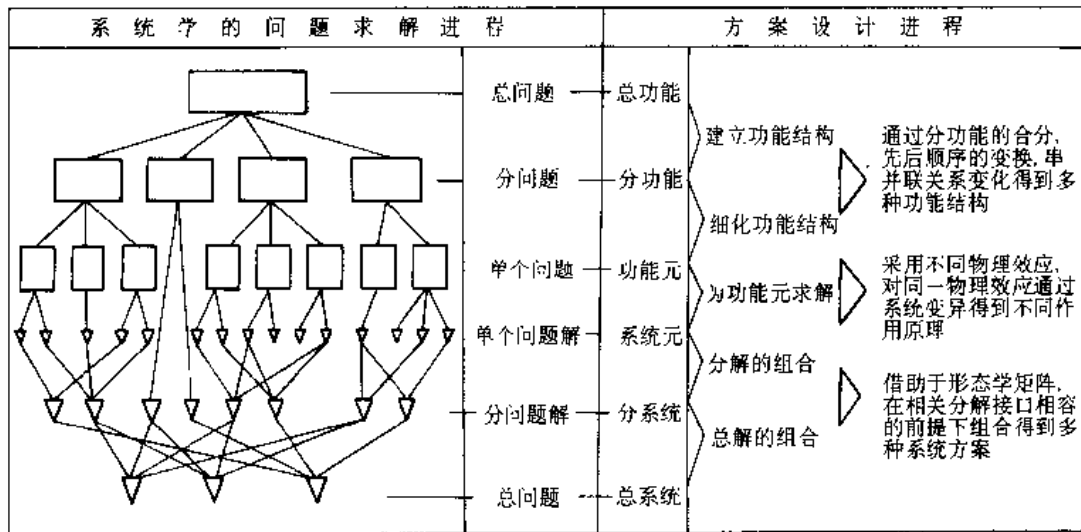 系统学的问题求解进程
方案设计进程
总问题
总功能
建立功能结构
通过分功能的合分,
先后顺序的变换,串
并联关系变化得到多
种功能结构
分问题
分功能
细化功能结构
单个问题
功能元
为功能元求解
采用不同物理效应,
对同一物理效应通过
系统变异得到不同作
用原理
单个问题解
系统元
分解的组合
借助于形态学矩阵,
在相关分解接口相容
的前提下组合得到多
种系统方案
分问题解
分系统
总解的组合
总问题
总系统